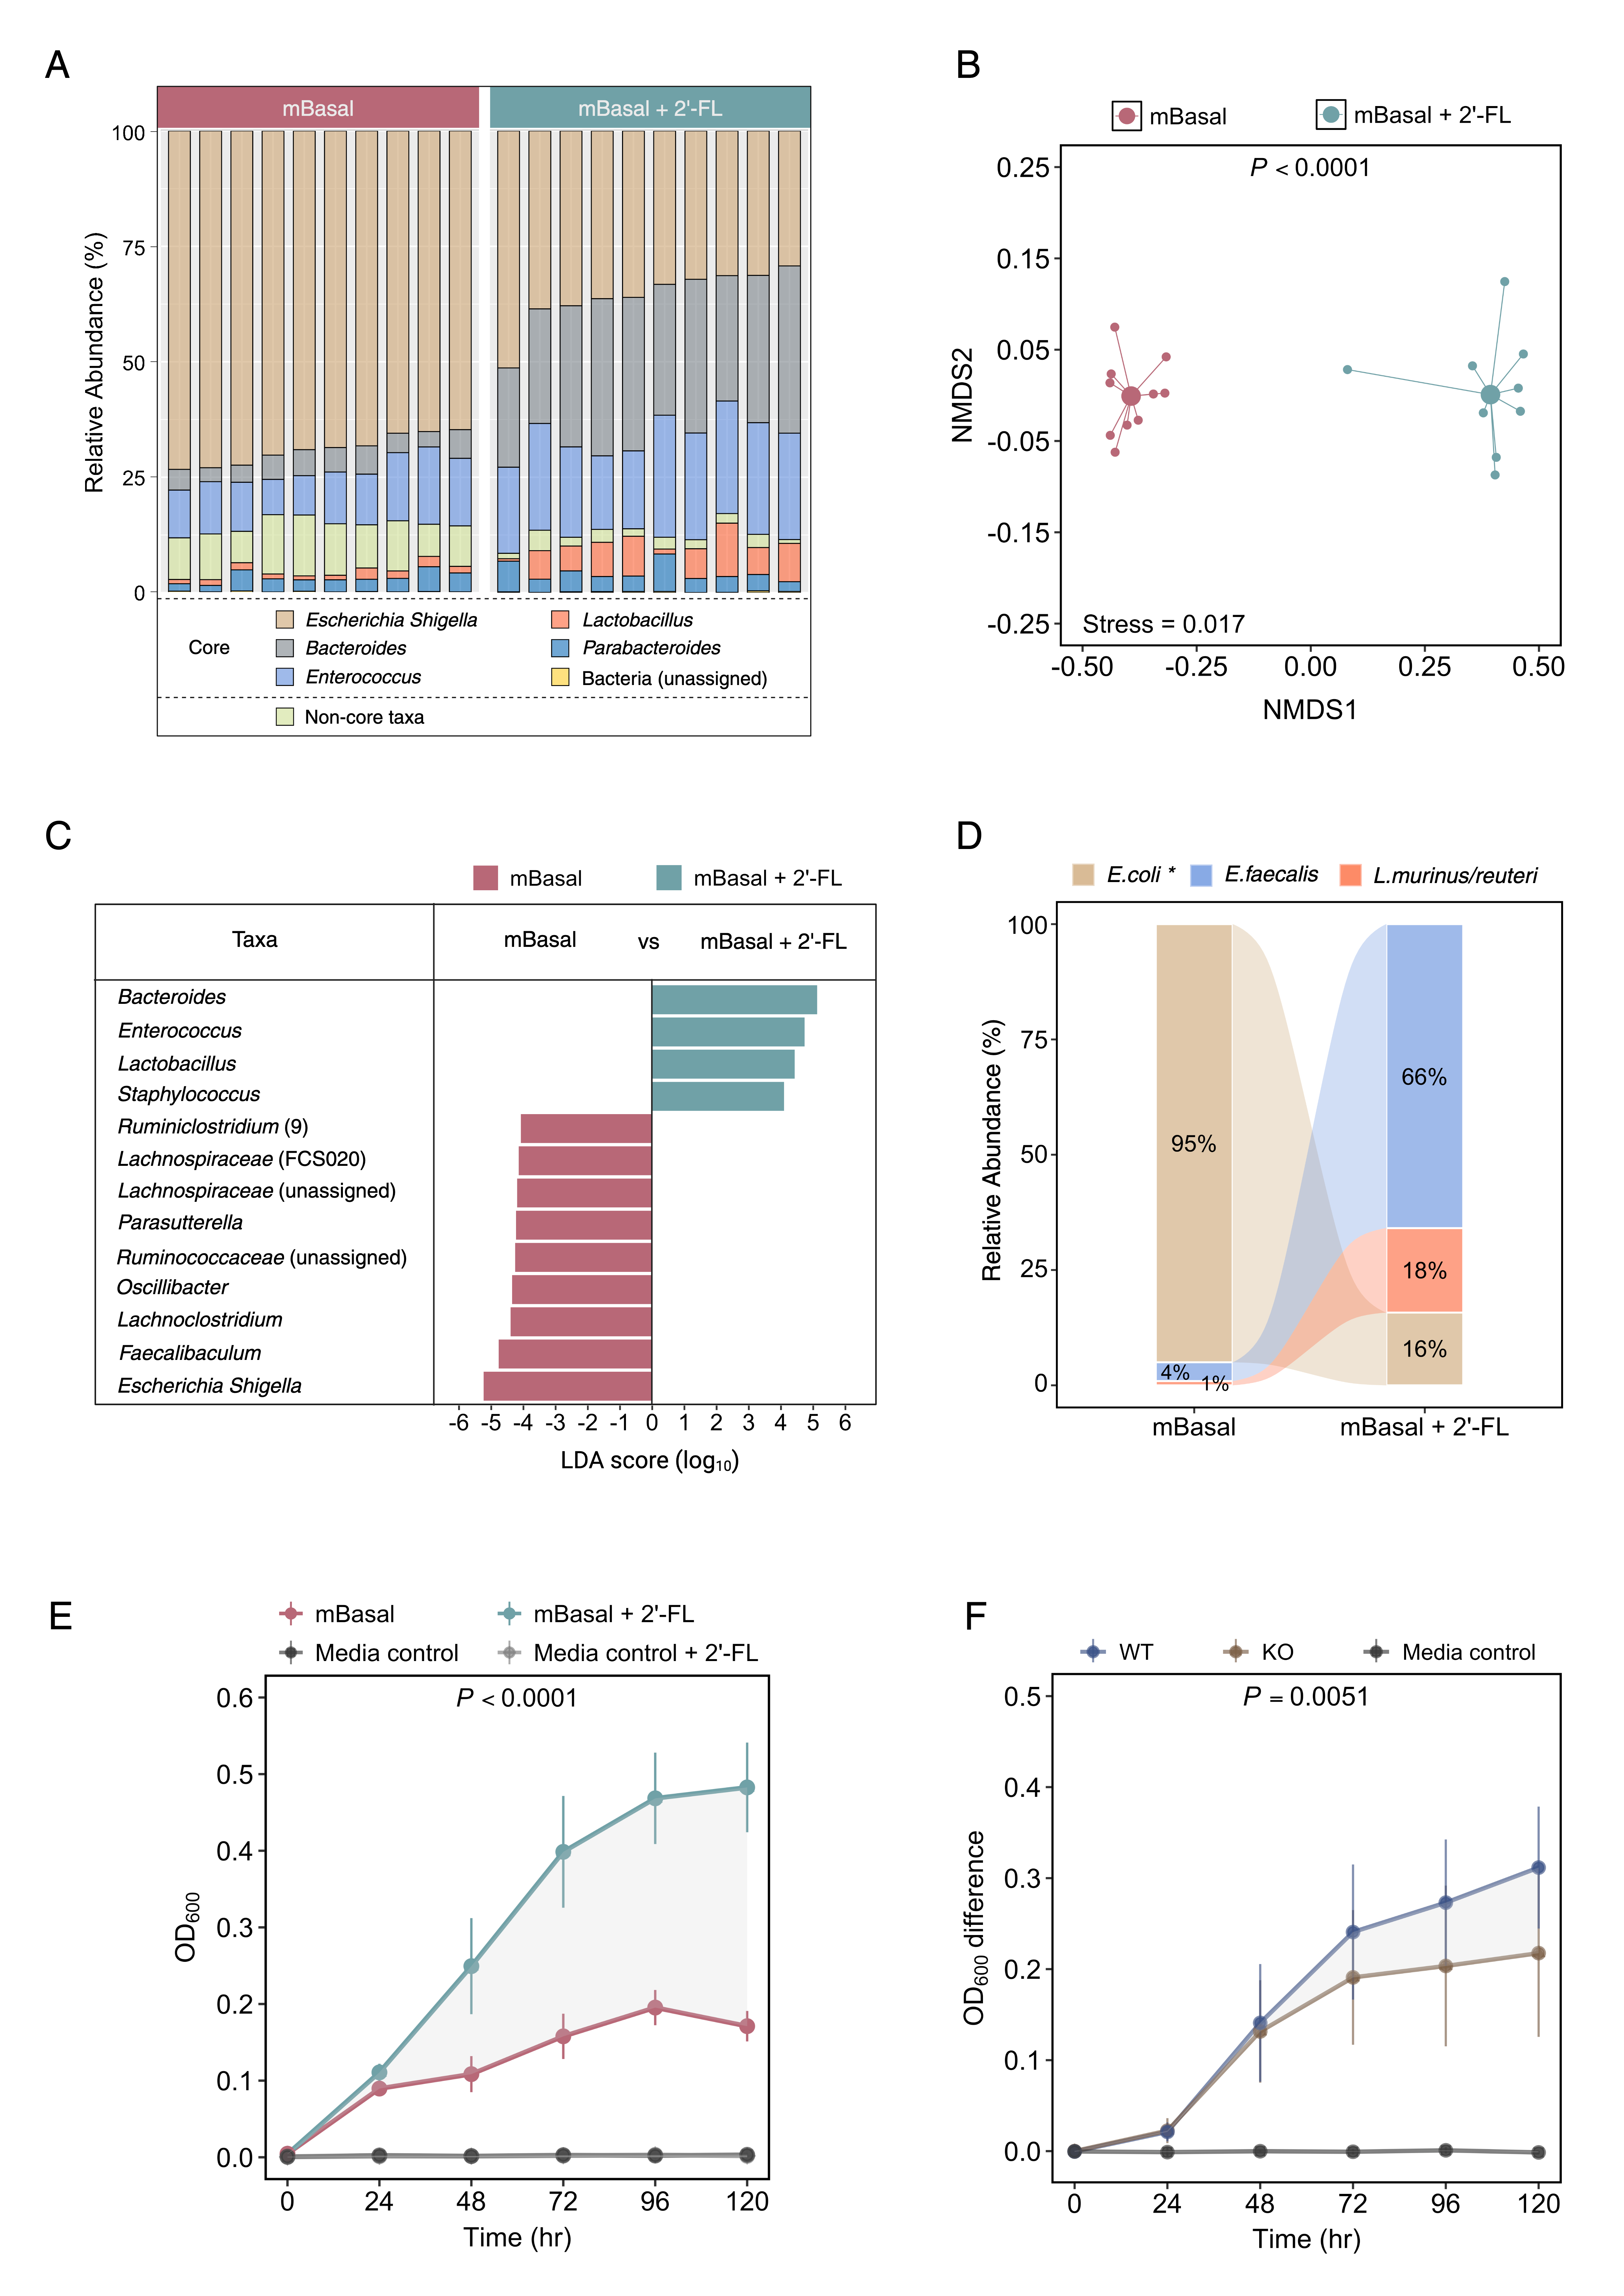 A
mBasal
mBasal + 2'-FL
Relative Abundance (%)
100
75
50
25
0
Core
Escherichia Shigella
Lactobacillus
Bacteroides
Parabacteroides
Enterococcus
Bacteria (unassigned)
Non-core taxa
B
mBasal
mBasal + 2'-FL
P < 0.0001
NMDS2
0.25
0.15
0.05
-0.05
-0.15
-0.25
Stress = 0.017
-0.50
-0.25
0.00
0.25
0.50
NMDS1
C
mBasal
mBasal + 2'-FL
Taxa
mBasal vs mBasal + 2'-FL
Bacteroides
Enterococcus
Lactobacillus
Staphylococcus
Ruminiclostridium (9)
Lachnospiraceae (FCS020)
Lachnospiraceae (unassigned)
Parasutterella
Ruminococcaceae (unassigned)
Oscillibacter
Lachnoclostridium
Faecalibaculum
Escherichia Shigella
-6 -5 -4 -3 -2 -1 0 1 2 3 4 5 6
LDA score (log₁₀)
D
E.coli *
E.faecalis
L.murinus/reuteri
Relative Abundance (%)
100
75
50
25
0
95%
4%
1%
66%
18%
16%
mBasal
mBasal + 2'-FL
E
mBasal
mBasal + 2'-FL
Media control
Media control + 2'-FL
P < 0.0001
OD₆₀₀
0.6
0.5
0.4
0.3
0.2
0.1
0.0
0 24 48 72 96 120
Time (hr)
F
WT
KO
Media control
P = 0.0051
OD₆₀₀ difference
0.5
0.4
0.3
0.2
0.1
0.0
0 24 48 72 96 120
Time (hr)